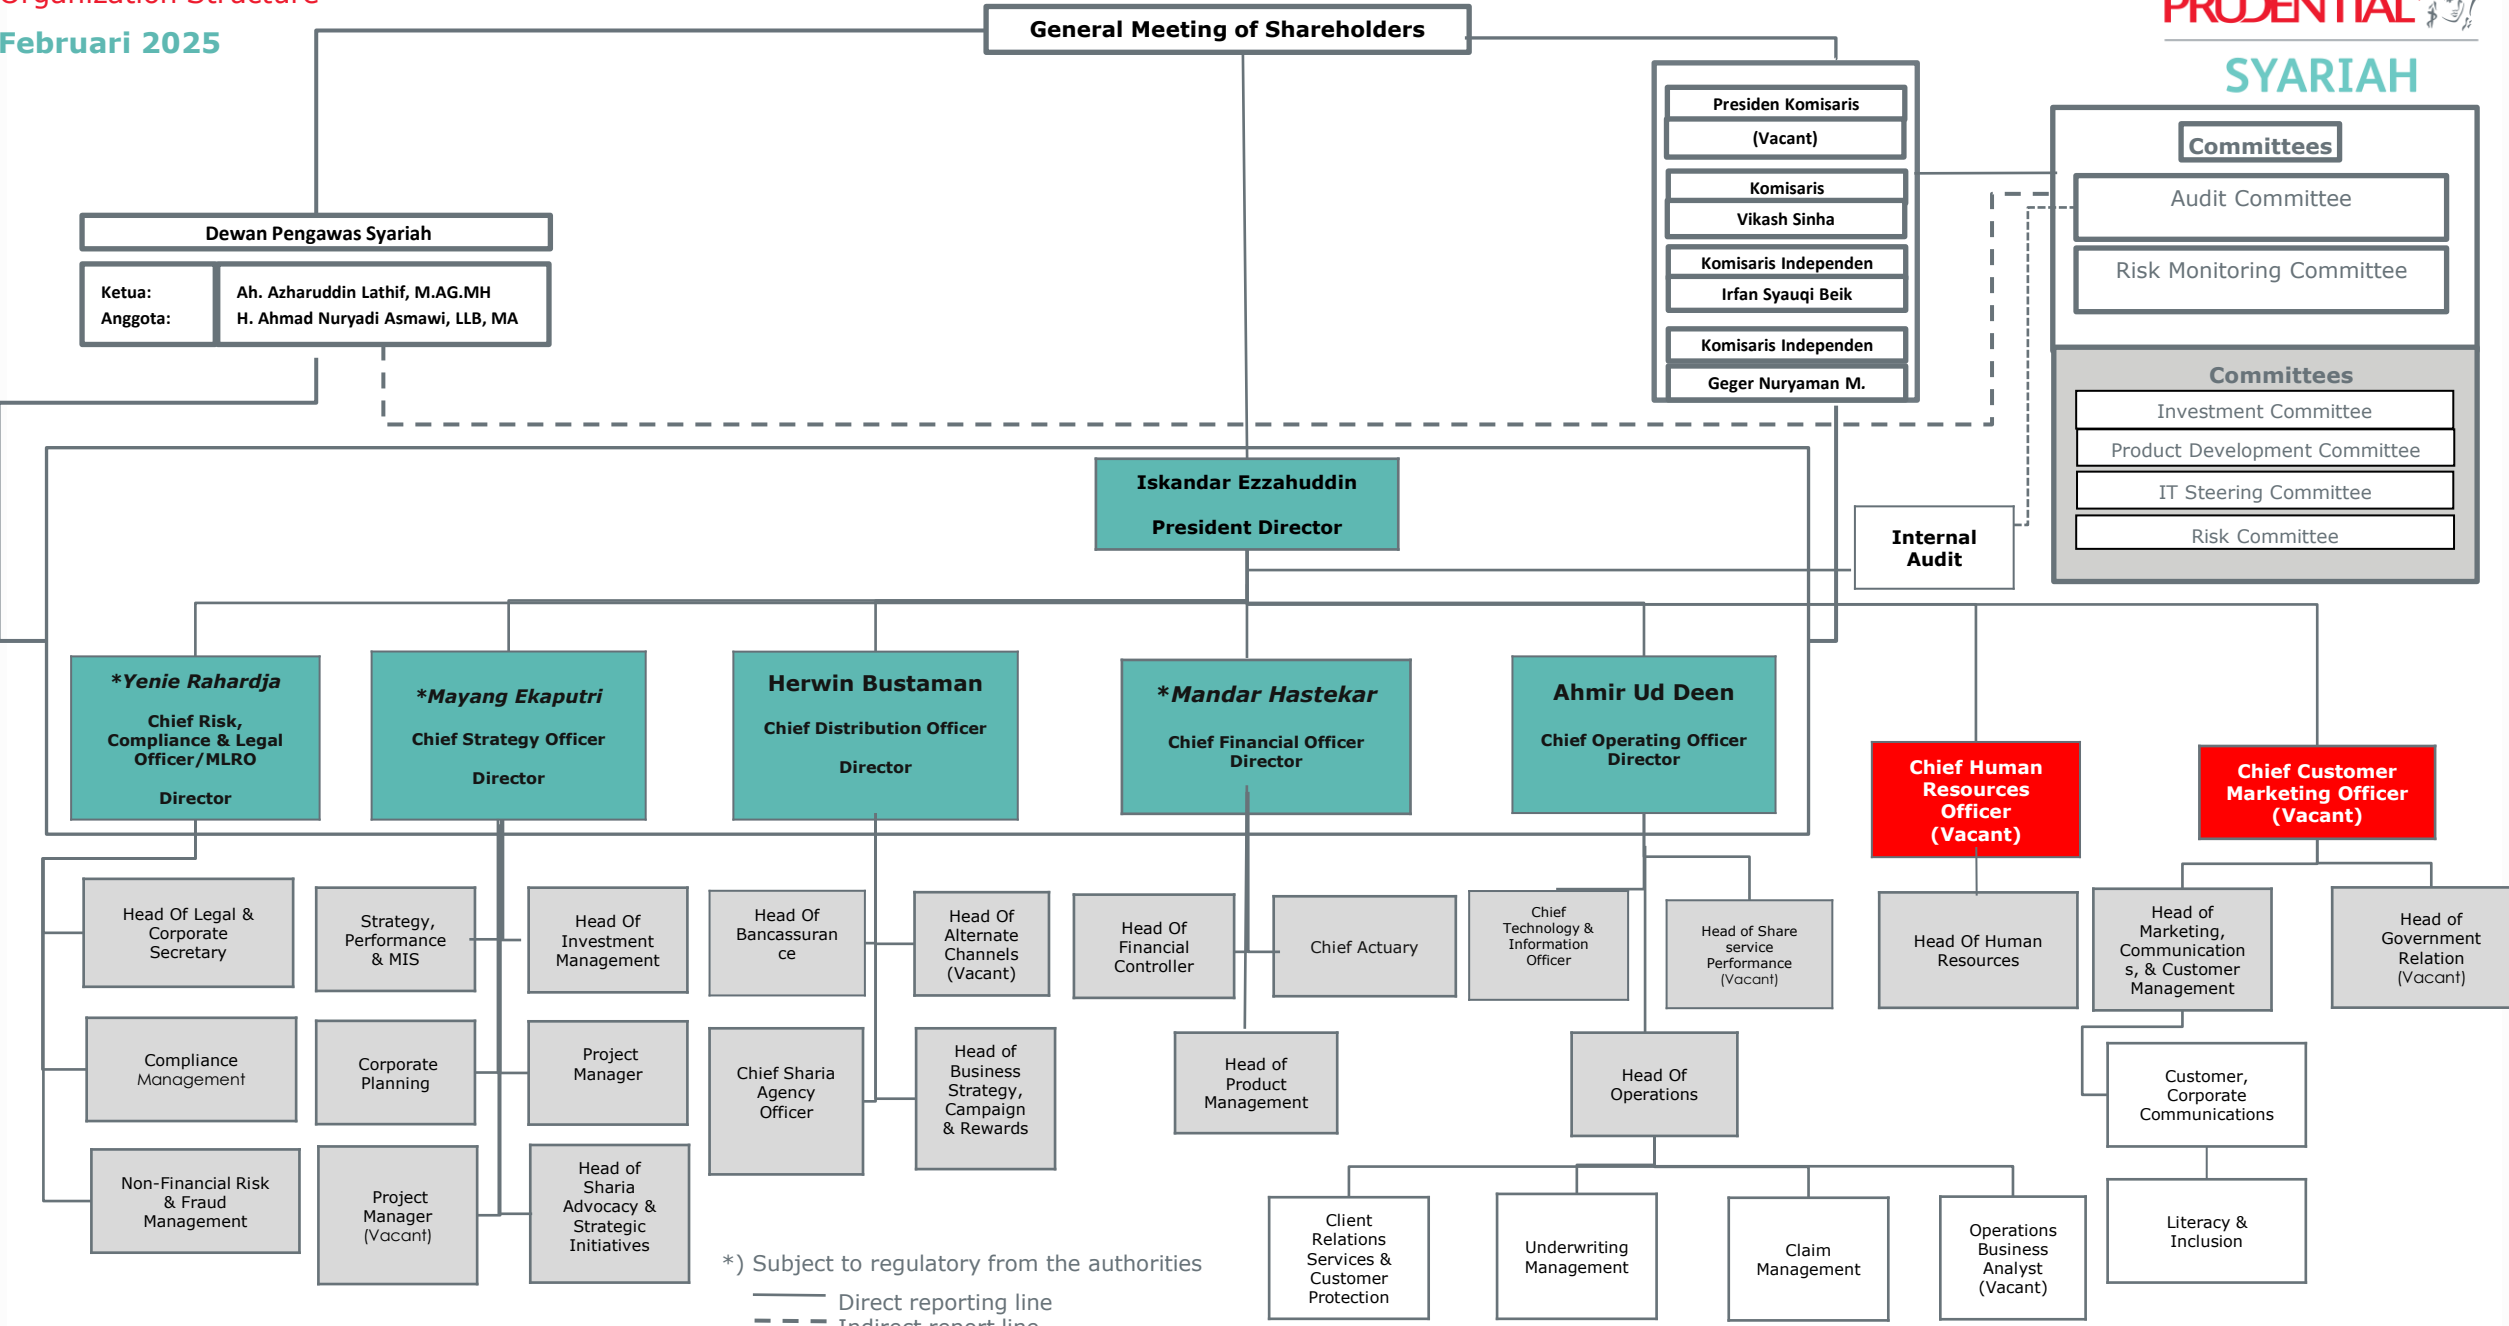 Organization Structure
Februari 2025
PRUDENTIAL
SYARIAH
General Meeting of Shareholders
Presiden Komisaris
(Vacant)
Komisaris
Vikash Sinha
Komisaris Independen
Irfan Syauqi Beik
Komisaris Independen
Geger Nuryaman M.
Committees
Audit Committee
Risk Monitoring Committee
Committees
Investment Committee
Product Development Committee
IT Steering Committee
Risk Committee
Dewan Pengawas Syariah
Ketua: Ah. Azharuddin Lathif, M.AG.MH
Anggota: H. Ahmad Nuryadi Asmawi, LLB, MA
Iskandar Ezzahuddin
President Director
Internal
Audit
*Yenie Rahardja
Chief Risk,
Compliance & Legal
Officer/MLRO
Director
*Mayang Ekaputri
Chief Strategy Officer
Director
Herwin Bustaman
Chief Distribution Officer
Director
*Mandar Hastekar
Chief Financial Officer
Director
Ahmir Ud Deen
Chief Operating Officer
Director
Chief Human
Resources
Officer
(Vacant)
Chief Customer
Marketing Officer
(Vacant)
Head Of Legal &
Corporate
Secretary
Strategy,
Performance
& MIS
Head Of
Investment
Management
Head Of
Bancassuran
ce
Head Of
Alternate
Channels
(Vacant)
Head Of
Financial
Controller
Chief Actuary
Chief
Technology &
Information
Officer
Head of Share
service
Performance
(Vacant)
Head Of Human
Resources
Head of
Marketing,
Communication
s, & Customer
Management
Head of
Government
Relation
(Vacant)
Compliance
Management
Corporate
Planning
Project
Manager
Chief Sharia
Agency
Officer
Head of
Business
Strategy,
Campaign
& Rewards
Head of
Product
Management
Head Of
Operations
Customer,
Corporate
Communications
Non-Financial Risk
& Fraud
Management
Project
Manager
(Vacant)
Head of
Sharia
Advocacy &
Strategic
Initiatives
Client
Relations
Services &
Customer
Protection
Underwriting
Management
Claim
Management
Operations
Business
Analyst
(Vacant)
Literacy &
Inclusion
*) Subject to regulatory from the authorities
Direct reporting line
Indirect report line